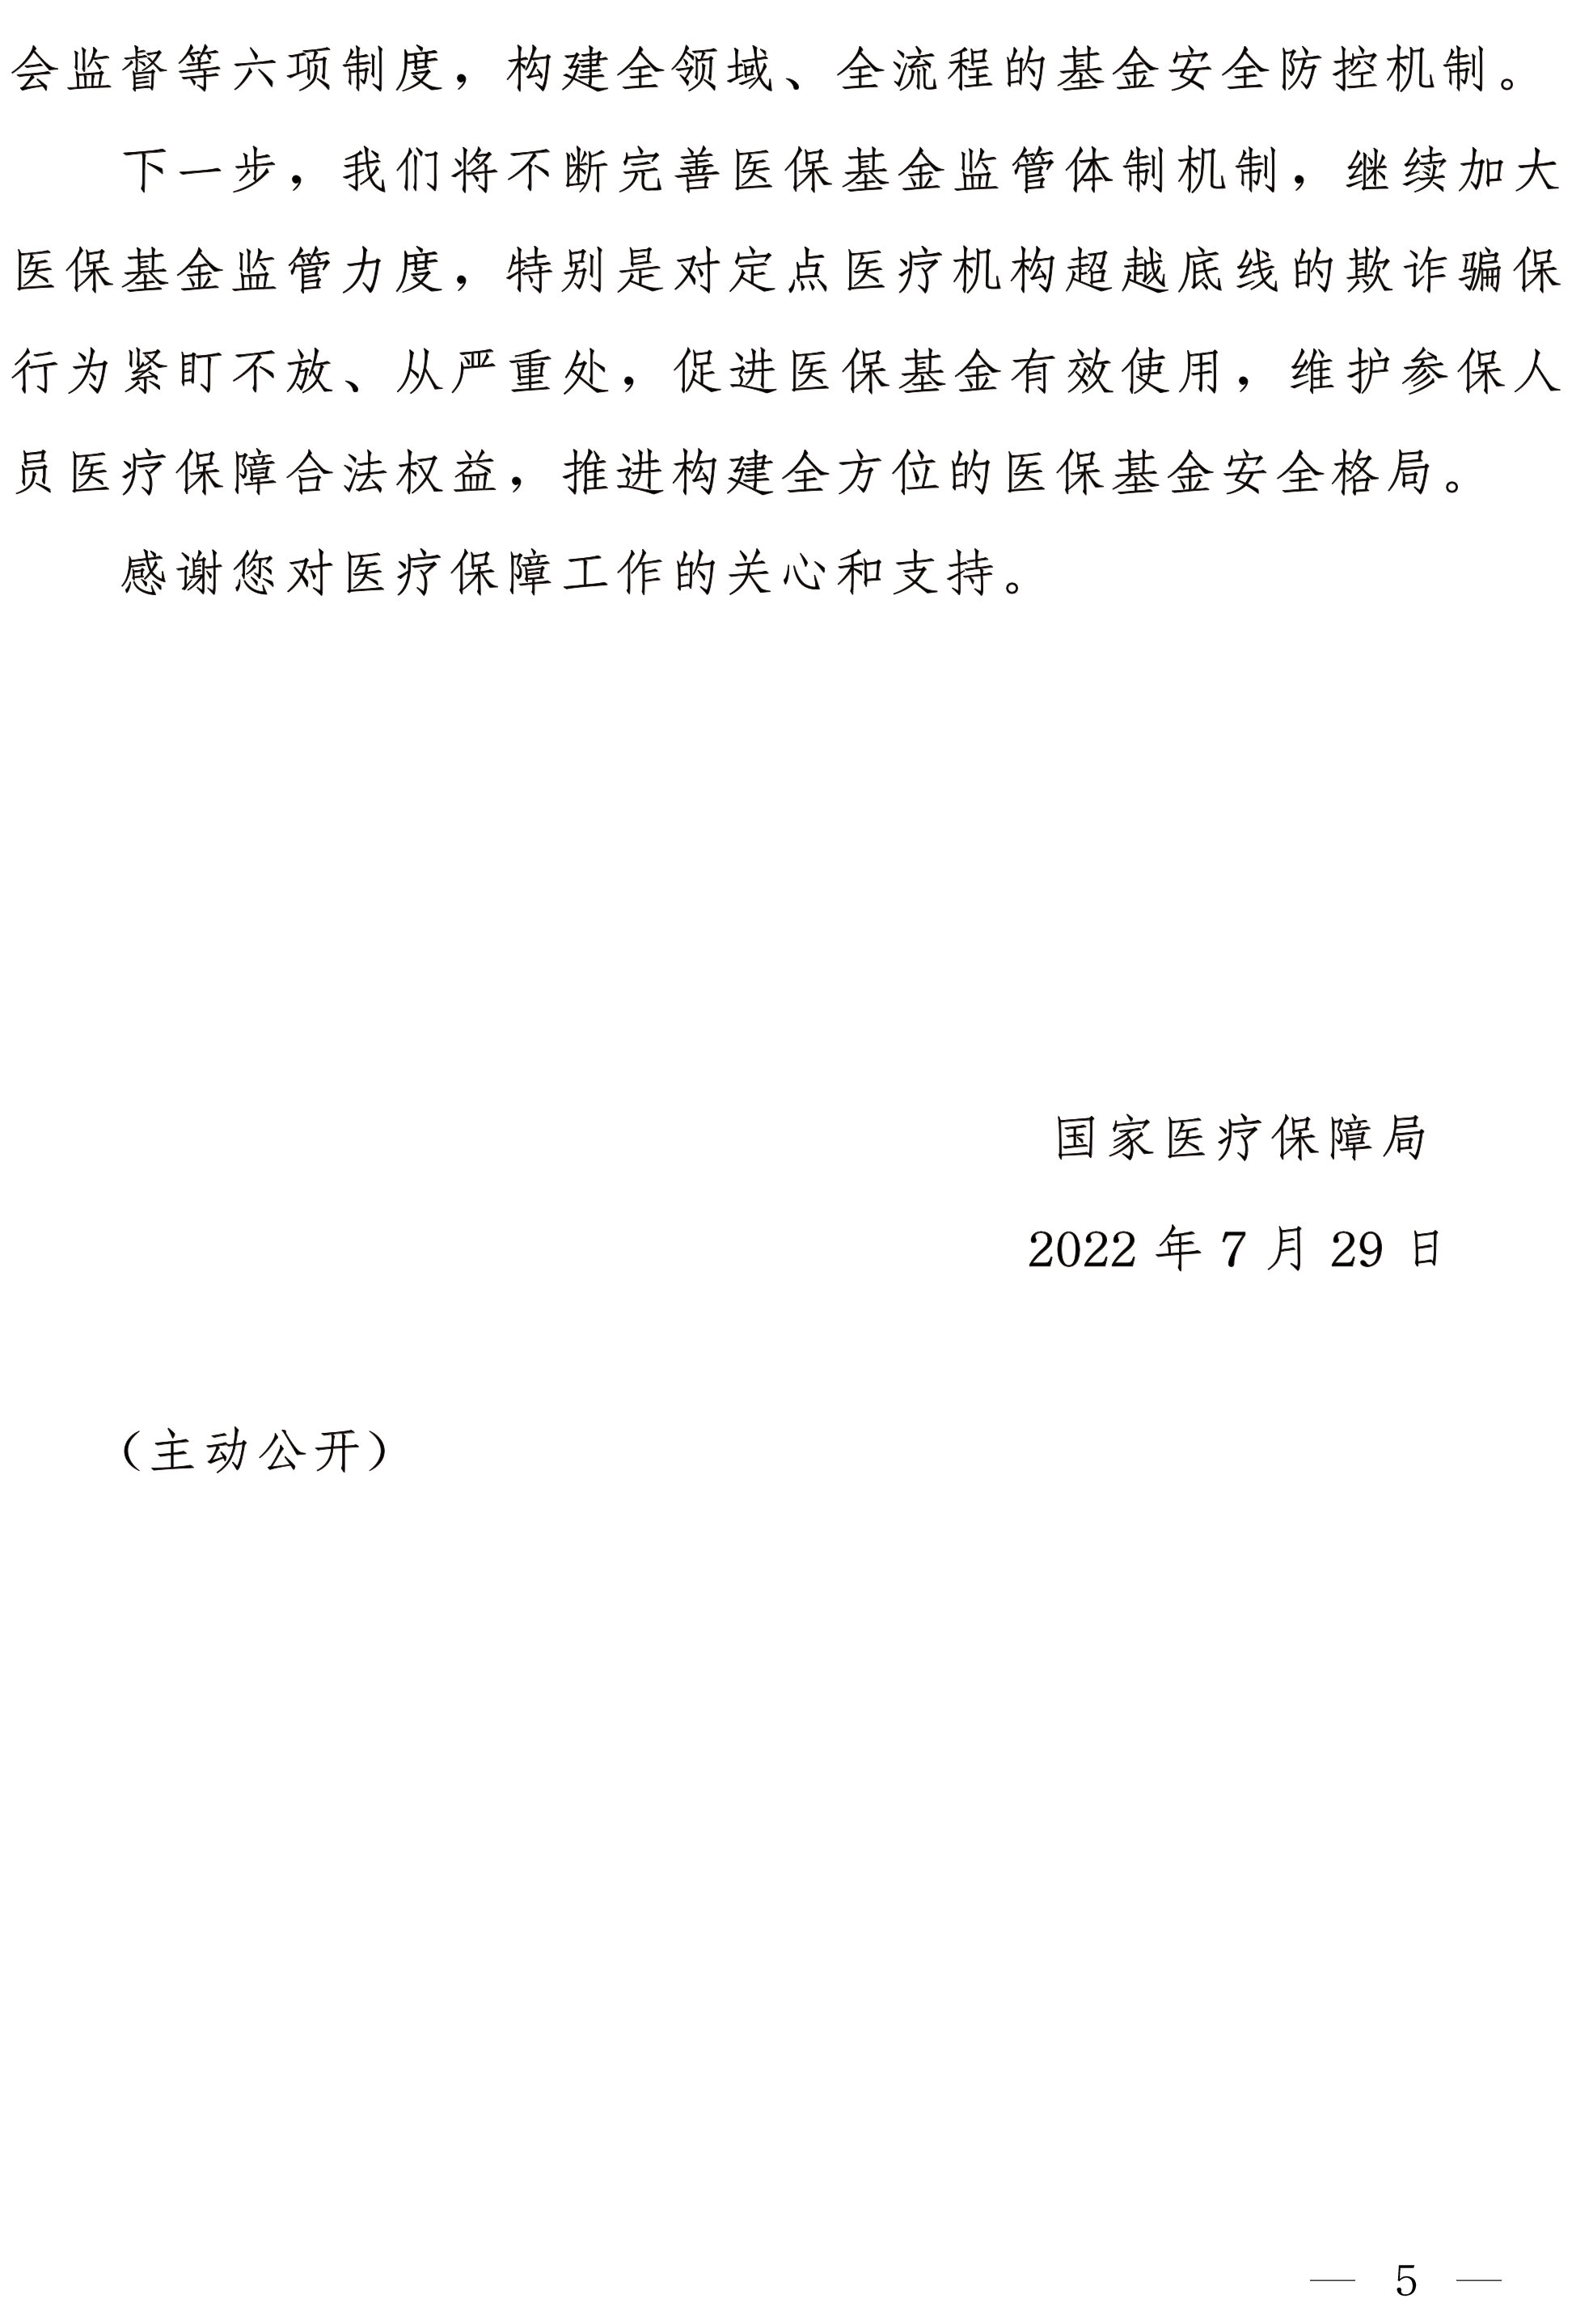 会监督等六项制度，构建全领域、全流程的基金安全防控机制。
下一步，我们将不断完善医保基金监管体制机制，继续加大
医保基金监管力度，特别是对定点医疗机构超越底线的欺诈骗保
行为紧盯不放、从严重处，促进医保基金有效使用，维护参保人
员医疗保障合法权益，推进构建全方位的医保基金安全格局。
感谢您对医疗保障工作的关心和支持。
国家医疗保障局
2022 年 7 月 29 日
（主动公开）
— 5 —